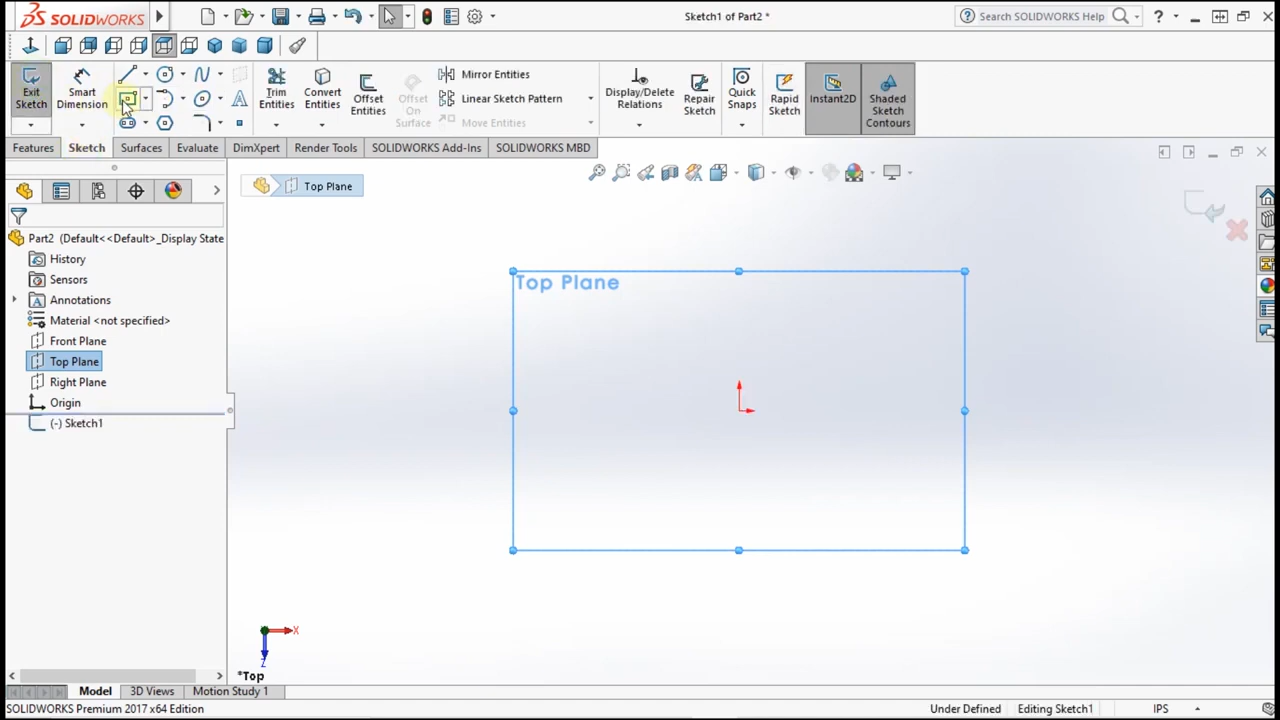 SOLIDWORKS
Sketch1 of Part2 *
Search SOLIDWORKS Help
?
Exit Sketch
Smart Dimension
Trim Entities
Convert Entities
Offset Entities
Offset On Surface
Mirror Entities
Linear Sketch Pattern
Move Entities
Display/Delete Relations
Repair Sketch
Quick Snaps
Rapid Sketch
Instant2D
Shaded Sketch Contours
Features Sketch Surfaces Evaluate DimXpert Render Tools SOLIDWORKS Add-Ins SOLIDWORKS MBD
Top Plane
Part2 (Default<<Default>_Display State
History
Sensors
Annotations
Material <not specified>
Front Plane
Top Plane
Right Plane
Origin
(-) Sketch1
Top Plane
X
Z
*Top
Model 3D Views Motion Study 1
SOLIDWORKS Premium 2017 x64 Edition Under Defined Editing Sketch1 IPS